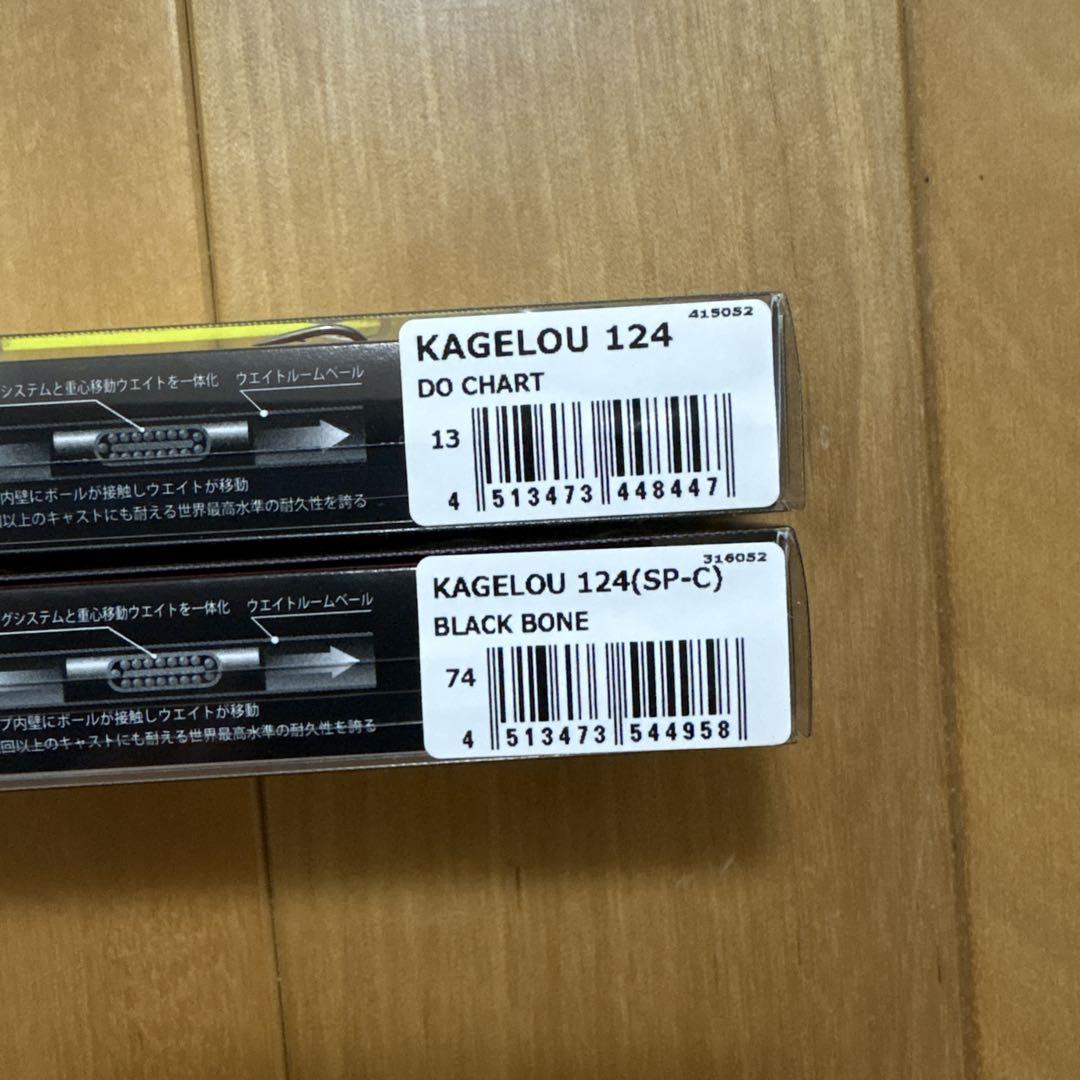 415052
KAGELOU 124
DO CHART
13
4 513473 448447
システムと重心移動ウエイトを一体化 ウエイトルームベール
内壁にボールが接触しウエイトが移動
以上のキャストにも耐える世界最高水準の耐久性を誇る
316052
KAGELOU 124(SP-C)
BLACK BONE
74
4 513473 544958
グシステムと重心移動ウエイトを一体化 ウエイトルームベール
プ内壁にボールが接触しウエイトが移動
回以上のキャストにも耐える世界最高水準の耐久性を誇る